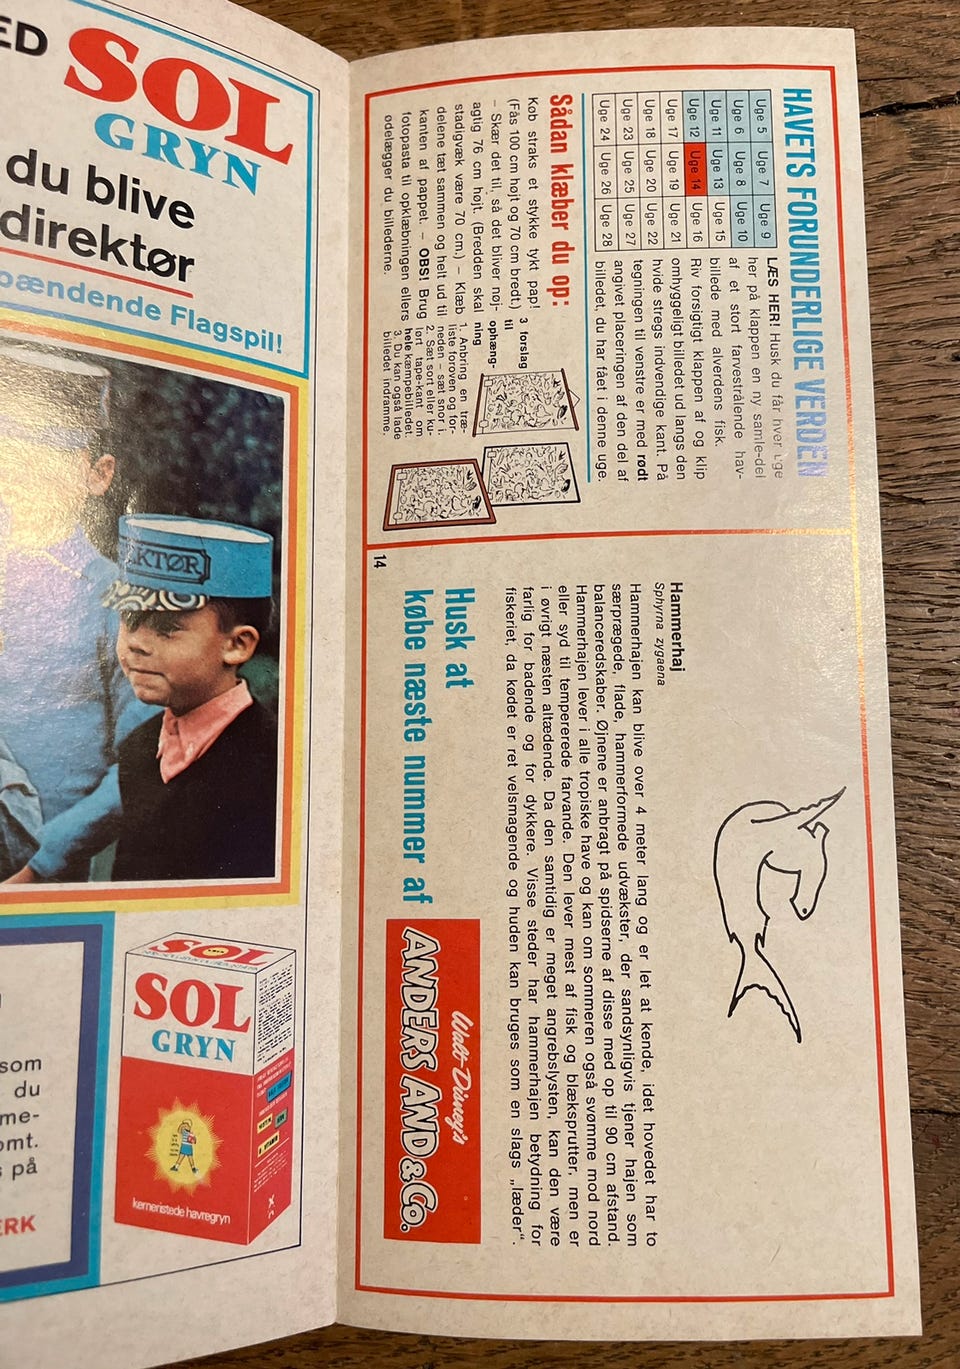 ED SOL
GRYN
du blive
direktør
pændende Flagspil!
KTØR
SOL
SOL
GRYN
kerneristede havregryn
som
du
me-
omt.
s på
ERK
HAVETS FORUNDERLIGE VERDEN
Uge 5 Uge 7 Uge 9
Uge 6 Uge 8 Uge 10
Uge 11 Uge 13 Uge 15
Uge 12 Uge 14 Uge 16
Uge 17 Uge 19 Uge 21
Uge 18 Uge 20 Uge 22
Uge 23 Uge 25 Uge 27
Uge 24 Uge 26 Uge 28
LÆS HER! Husk du får hver uge
her på klappen en ny samle-del
af et stort farvestrålende hav-
billede med alverdens fisk.
Riv forsigtigt klappen af og klip
omhyggeligt billedet ud langs den
hvide stregs indvendige kant. På
tegningen til venstre er med rødt
angivet placeringen af den del af
billedet, du har fået i denne uge.
Sådan klæber du op:
Køb straks et stykke tykt pap!
(Fås 100 cm højt og 70 cm bredt.)
– Skær det til, så det bliver nøj-
agtig 76 cm højt. (Bredden skal
stadigvæk være 70 cm.) – Klæb
delene tæt sammen og helt ud til
kanten af pappet. – OBS! Brug
fotopasta til opklæbningen ellers
ødelægger du billederne.
3 forslag
til
ophæng-
ning
1. Anbring en træ-
liste foroven og for-
neden – sæt snor i.
2. Sæt sort eller ku-
lørt tape-kant om
hele kæmpebilledet.
3. Du kan også lade
billedet indramme.
14
Hammerhaj
Sphyrna zygaena
Hammerhajen kan blive over 4 meter lang og er let at kende, idet hovedet har to
særprægede, flade, hammerformede udvækster, der sandsynligvis tjener hajen som
balanceredskaber. Øjnene er anbragt på spidserne af disse med op til 90 cm afstand.
Hammerhajen lever i alle tropiske have og kan om sommeren også svømme mod nord
eller syd til tempererede farvande. Den lever mest af fisk og blæksprutter, men er
i øvrigt næsten altædende. Da den samtidig er meget angrebslysten, kan den være
farlig for badende og for dykkere. Visse steder har hammerhajen betydning for
fiskeriet, da kødet er ret velsmagende og huden kan bruges som en slags „læder“.
Husk at
købe næste nummer af
Walt Disney's
ANDERS AND & Co.